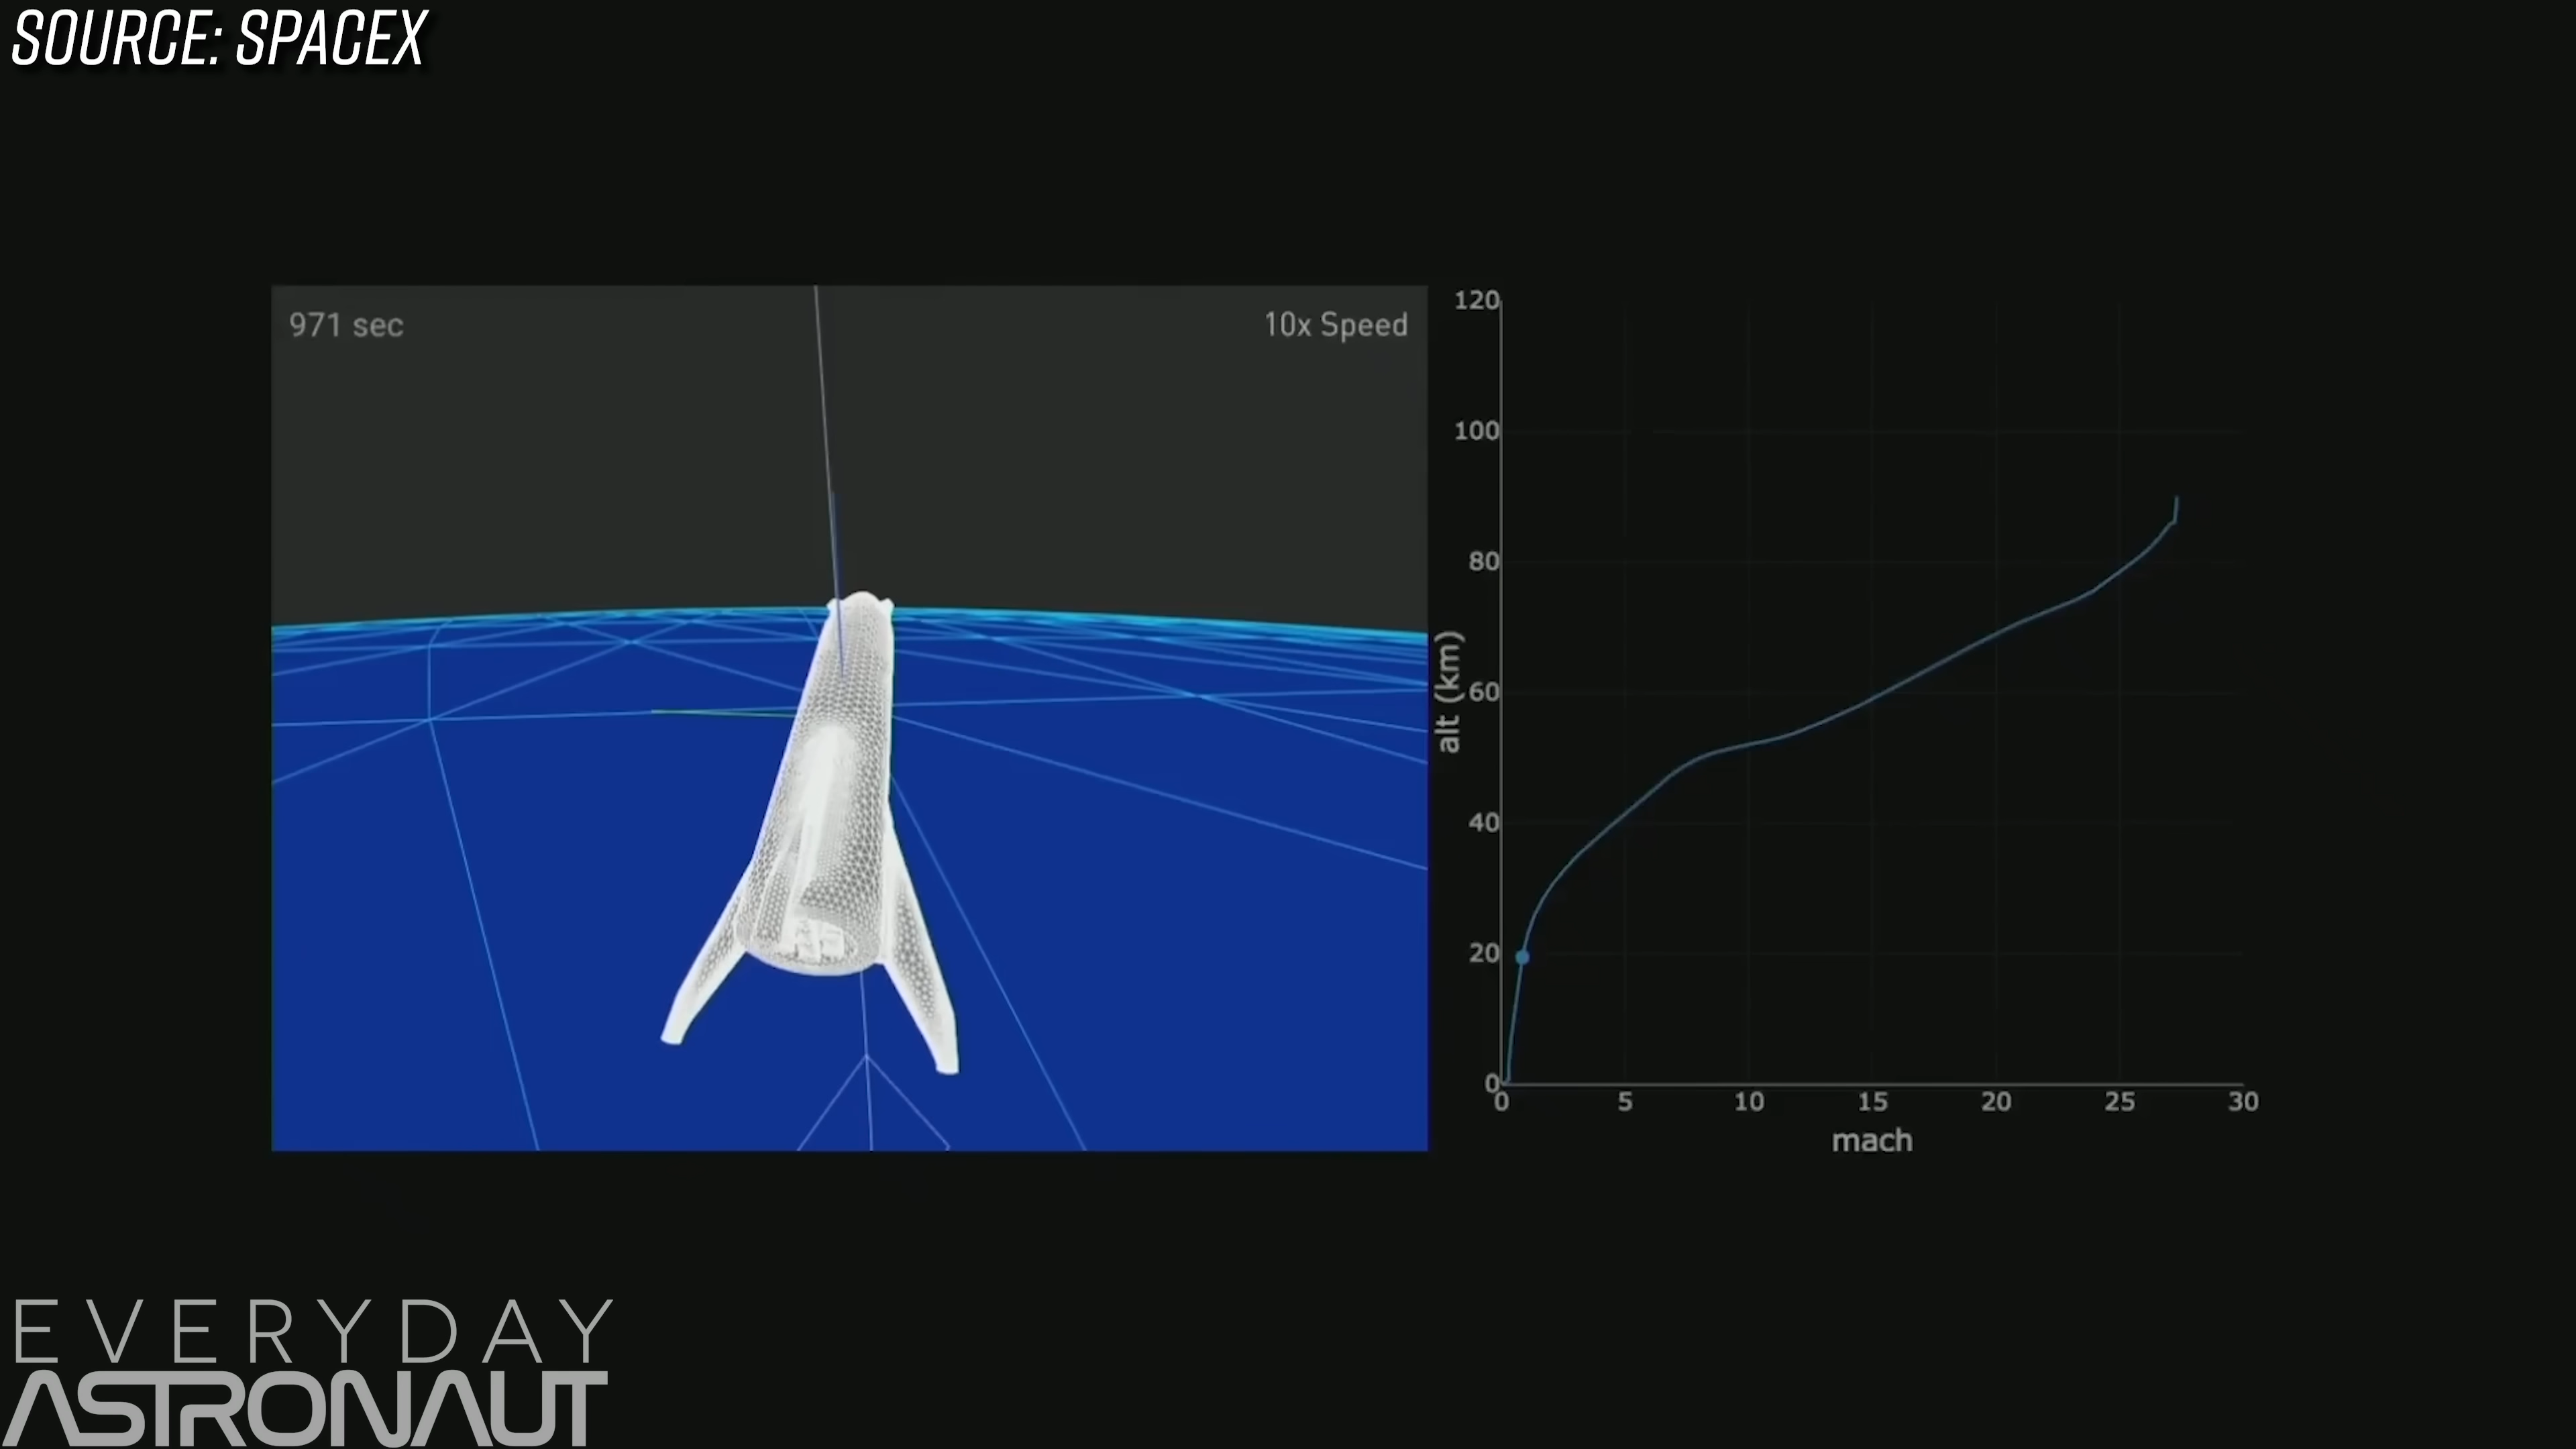 SOURCE: SPACEX
971 sec
10x Speed
120
100
80
60
40
20
0
alt (km)
0 5 10 15 20 25 30
mach
EVERYDAY
ASTRONAUT